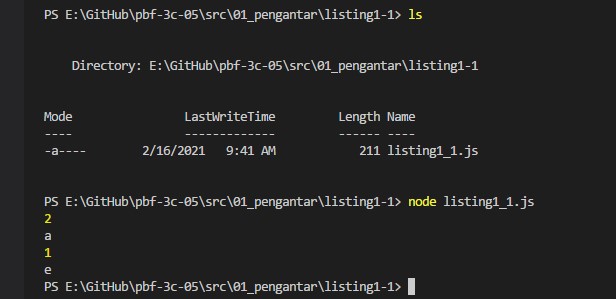 PS E:\GitHub\pbf-3c-05\src\01_pengantar\listing1-1> ls
Directory: E:\GitHub\pbf-3c-05\src\01_pengantar\listing1-1
Mode LastWriteTime Length Name
---- ------------- ------ ----
-a---- 2/16/2021 9:41 AM 211 listing1_1.js
PS E:\GitHub\pbf-3c-05\src\01_pengantar\listing1-1> node listing1_1.js
2
a
1
e
PS E:\GitHub\pbf-3c-05\src\01_pengantar\listing1-1>